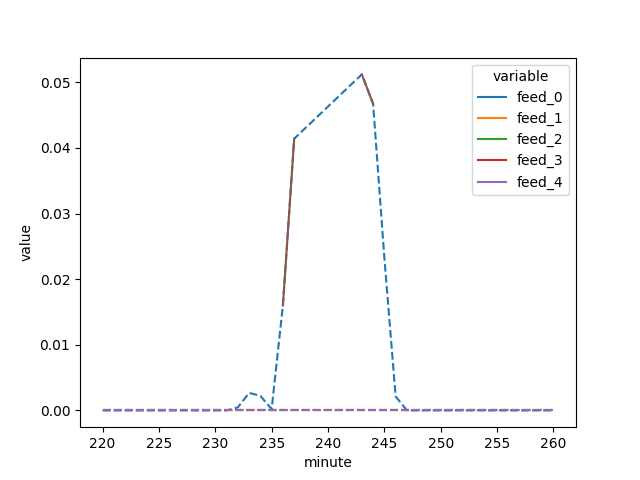 variable
feed_0
feed_1
feed_2
feed_3
feed_4
0.05
0.04
0.03
0.02
0.01
0.00
value
220 225 230 235 240 245 250 255 260
minute